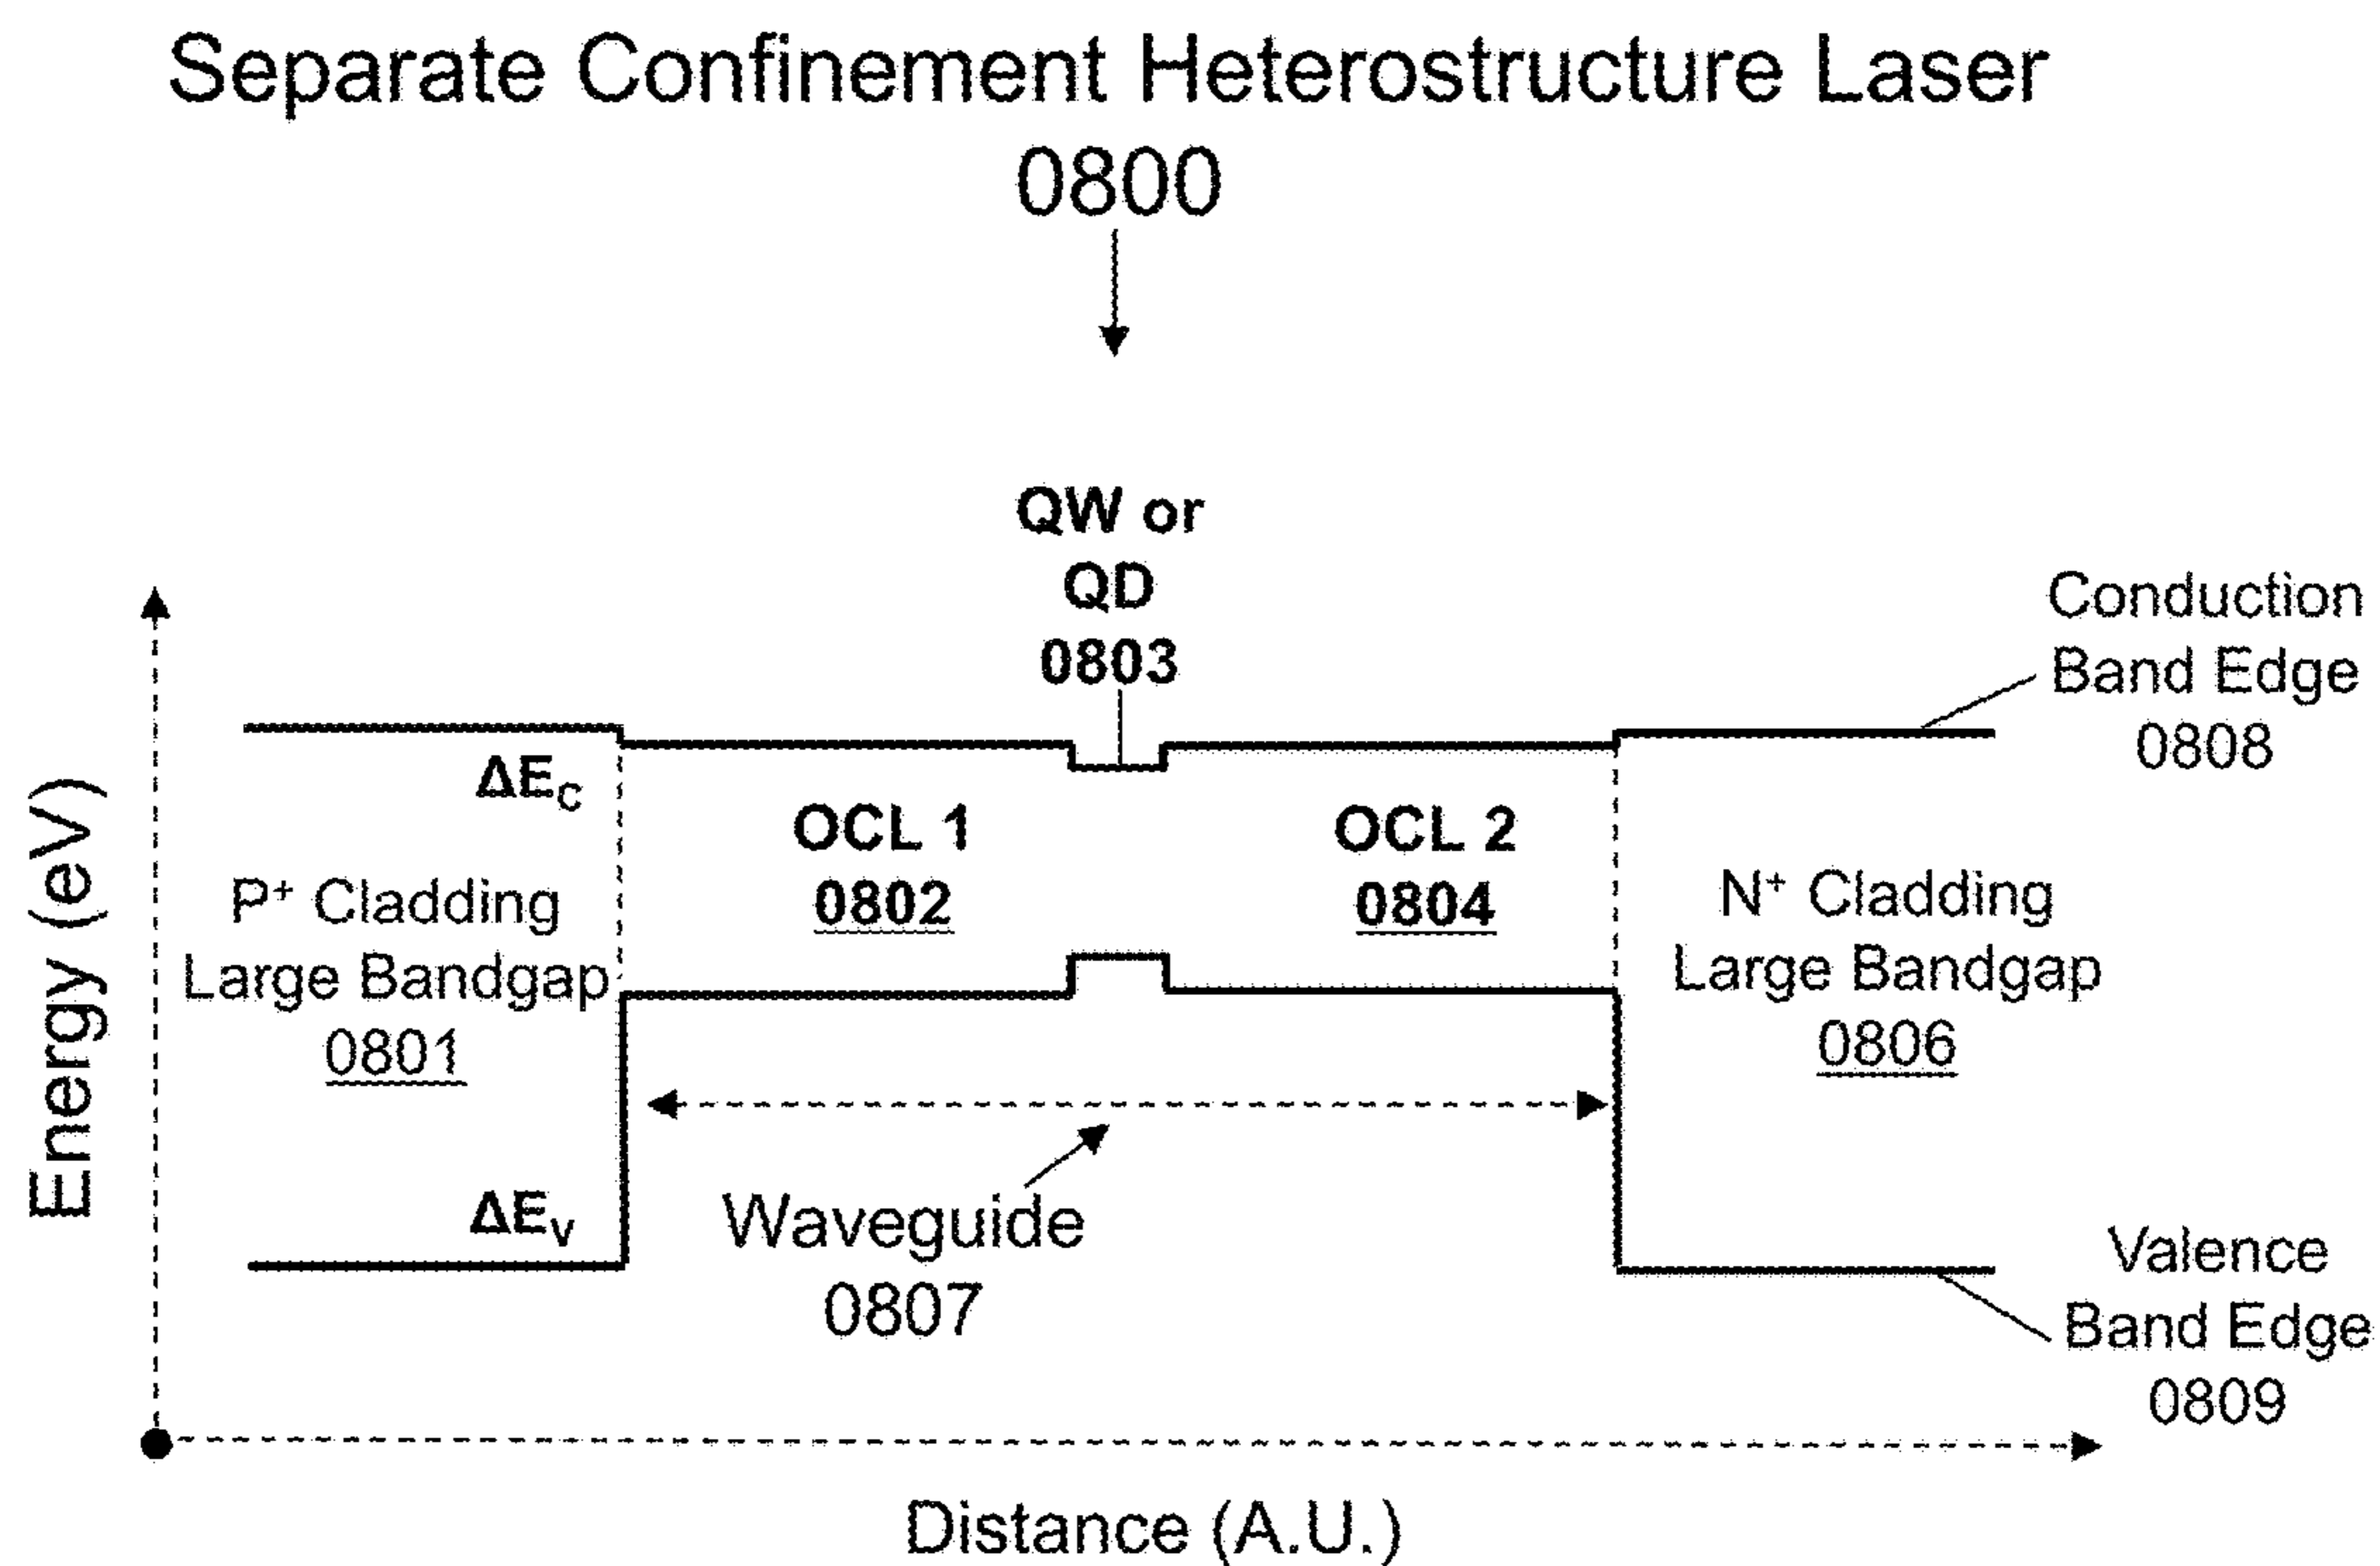 Separate Confinement Heterostructure Laser
0800
QW or
QD
0803
Conduction
Band Edge
0808
ΔEC
OCL 1
0802
OCL 2
0804
P+ Cladding
Large Bandgap
0801
N+ Cladding
Large Bandgap
0806
Energy (eV)
ΔEV
Waveguide
0807
Valence
Band Edge
0809
Distance (A.U.)